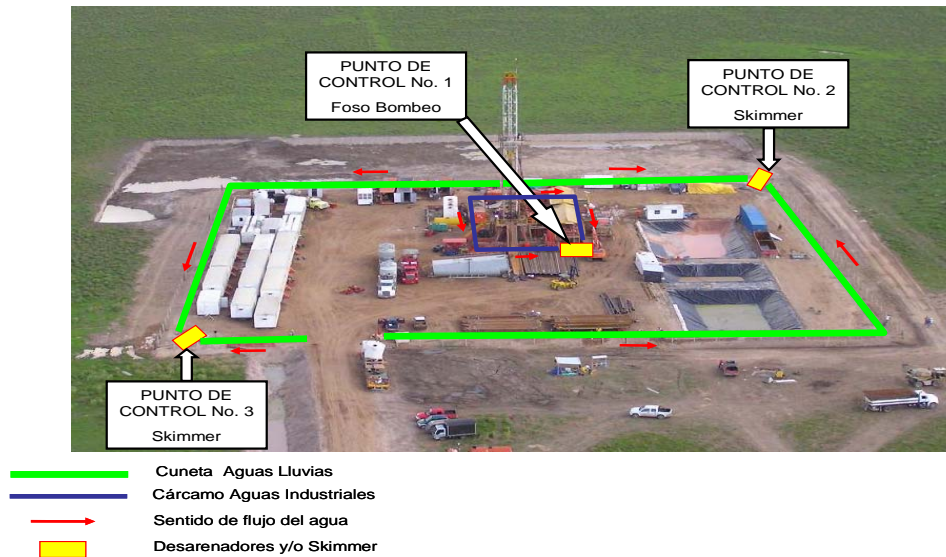 PUNTO DE
CONTROL No. 1
Foso Bombeo
PUNTO DE
CONTROL No. 2
Skimmer
PUNTO DE
CONTROL No. 3
Skimmer
Cuneta Aguas Lluvias
Cárcamo Aguas Industriales
Sentido de flujo del agua
Desarenadores y/o Skimmer